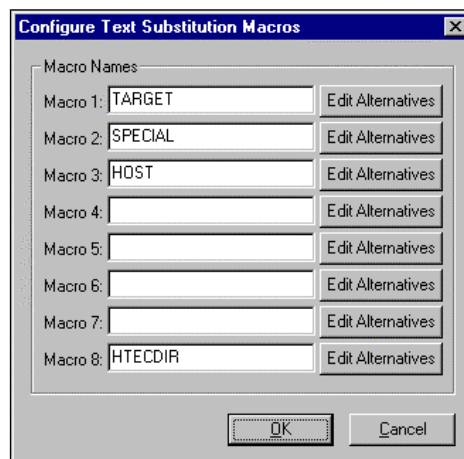 Configure Text Substitution Macros
Macro Names
Macro 1: TARGET Edit Alternatives
Macro 2: SPECIAL Edit Alternatives
Macro 3: HOST Edit Alternatives
Macro 4: Edit Alternatives
Macro 5: Edit Alternatives
Macro 6: Edit Alternatives
Macro 7: Edit Alternatives
Macro 8: HTECDIR Edit Alternatives
OK Cancel